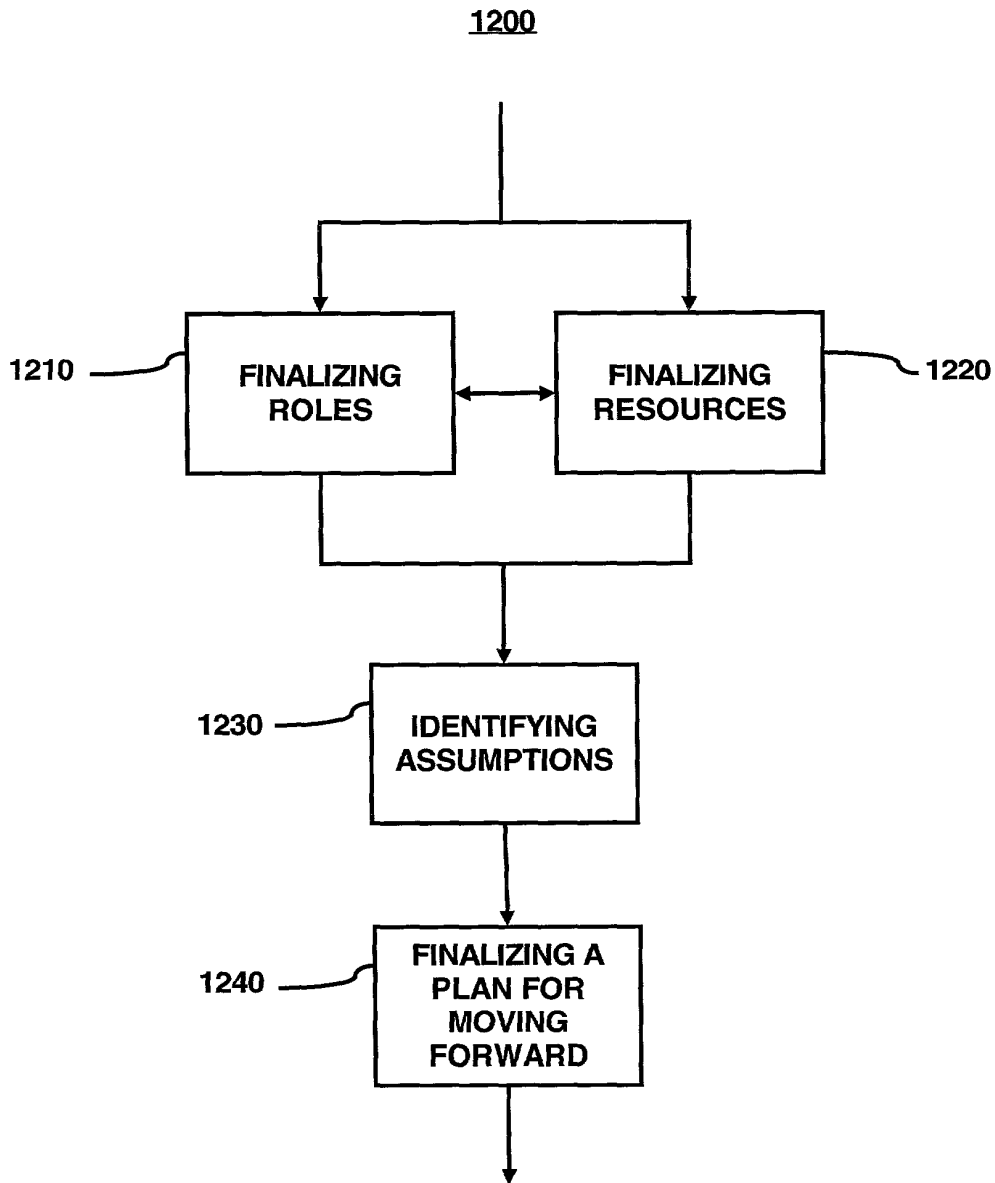 1200
1210
FINALIZING
ROLES
FINALIZING
RESOURCES
1220
1230
IDENTIFYING
ASSUMPTIONS
1240
FINALIZING A
PLAN FOR
MOVING
FORWARD